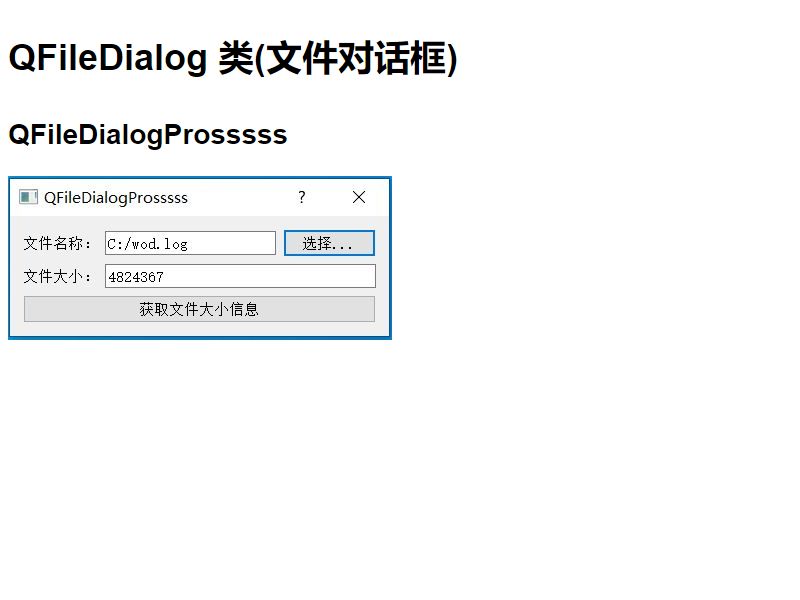 QFileDialog 类(文件对话框)
QFileDialogProsssss
QFileDialogProsssss ?
文件名称： C:/wod.log 选择...
文件大小： 4824367
获取文件大小信息